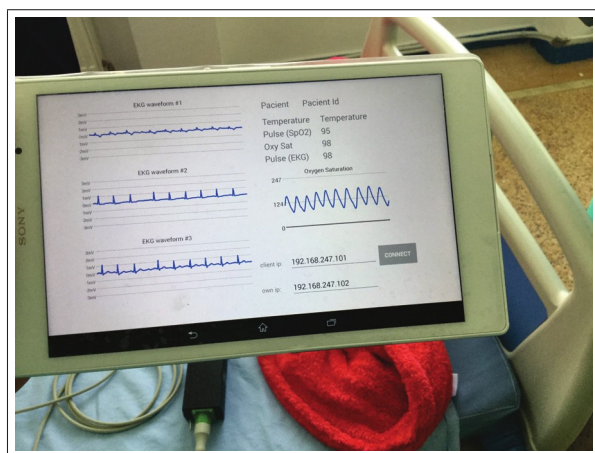 SONY
EKG waveform #1
EKG waveform #2
EKG waveform #3
Pacient Pacient Id
Temperature Temperature
Pulse (SpO2) 95
Oxy Sat 98
Pulse (EKG) 98
Oxygen Saturation
247
124
0
client ip: 192.168.247.101 CONNECT
own ip: 192.168.247.102